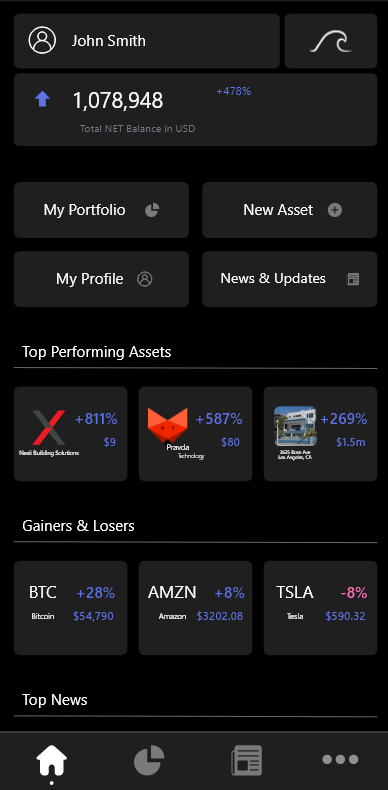 John Smith
1,078,948
+478%
Total NET Balance in USD
My Portfolio
New Asset
My Profile
News & Updates
Top Performing Assets
+811%
$9
Nexii Building Solutions
+587%
$80
Pravda
Technology
+269%
$1.5m
1625 Rose Ave
Los Angeles, CA
Gainers & Losers
BTC
+28%
Bitcoin
$54,790
AMZN
+8%
Amazon
$3202.08
TSLA
-8%
Tesla
$590.32
Top News